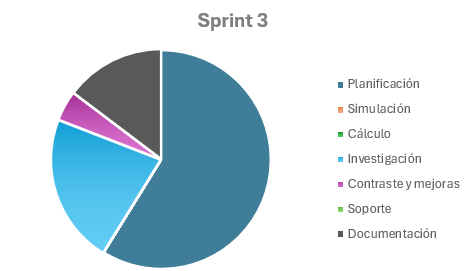 Sprint 3
Planificación
Simulación
Cálculo
Investigación
Contraste y mejoras
Soporte
Documentación